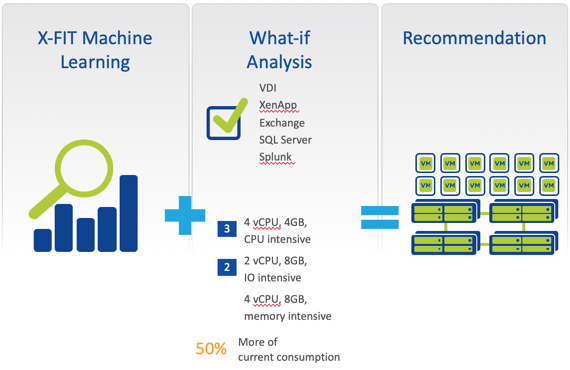 X-FIT Machine
Learning
What-if
Analysis
VDI
XenApp
Exchange
SQL Server
Splunk
3
4 vCPU, 4GB,
CPU intensive
2
2 vCPU, 8GB,
IO intensive
4 vCPU, 8GB,
memory intensive
50%
More of
current consumption
Recommendation
VM VM VM VM VM VM
VM VM VM VM VM VM